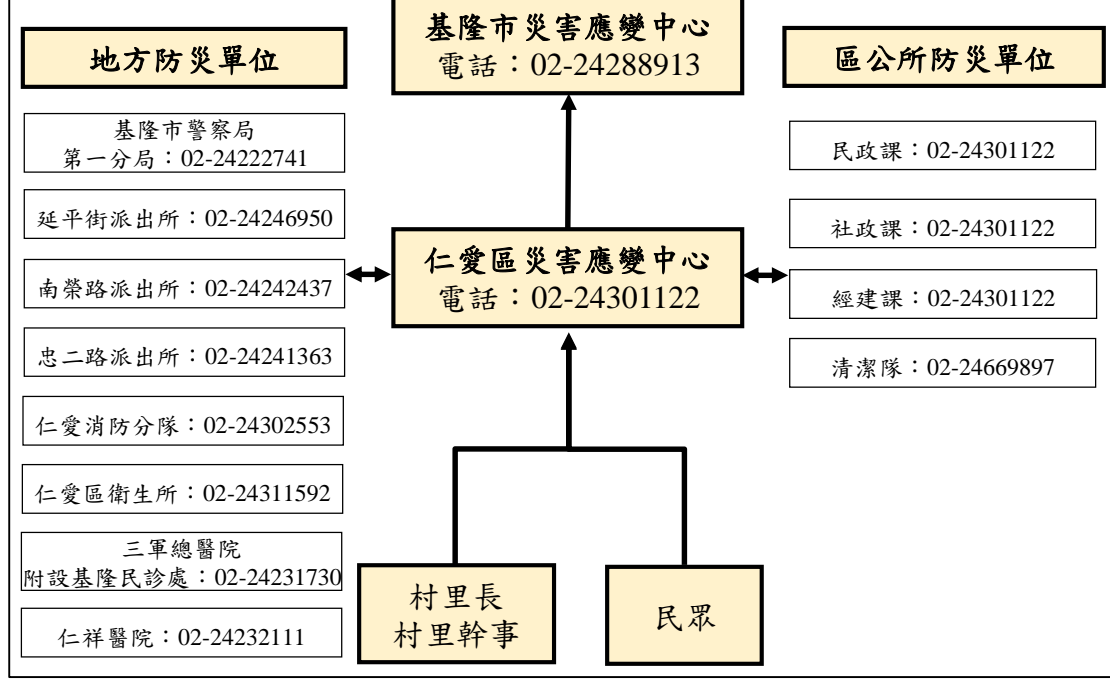 基隆市災害應變中心
電話：02-24288913
地方防災單位
基隆市警察局
第一分局：02-24222741
延平街派出所：02-24246950
南榮路派出所：02-24242437
忠二路派出所：02-24241363
仁愛消防分隊：02-24302553
仁愛區衛生所：02-24311592
三軍總醫院
附設基隆民診處：02-24231730
仁祥醫院：02-24232111
仁愛區災害應變中心
電話：02-24301122
村里長
村里幹事
民眾
區公所防災單位
民政課：02-24301122
社政課：02-24301122
經建課：02-24301122
清潔隊：02-24669897